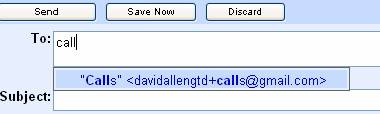 Send Save Now Discard
To: call
"Calls" <davidallengtd+calls@gmail.com>
Subject: